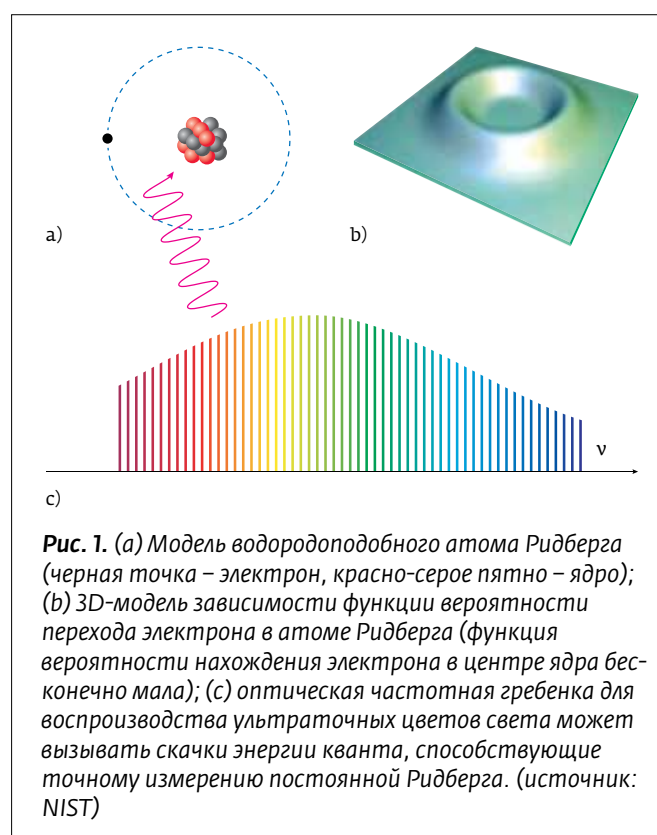 a)
b)
ν
c)
Рис. 1. (a) Модель водородоподобного атома Ридберга
(черная точка – электрон, красно-серое пятно – ядро);
(b) 3D-модель зависимости функции вероятности
перехода электрона в атоме Ридберга (функция
вероятности нахождения электрона в центре ядра бес-
конечно мала); (c) оптическая частотная гребенка для
воспроизводства ультраточных цветов света может
вызывать скачки энергии кванта, способствующие
точному измерению постоянной Ридберга. (источник:
NIST)